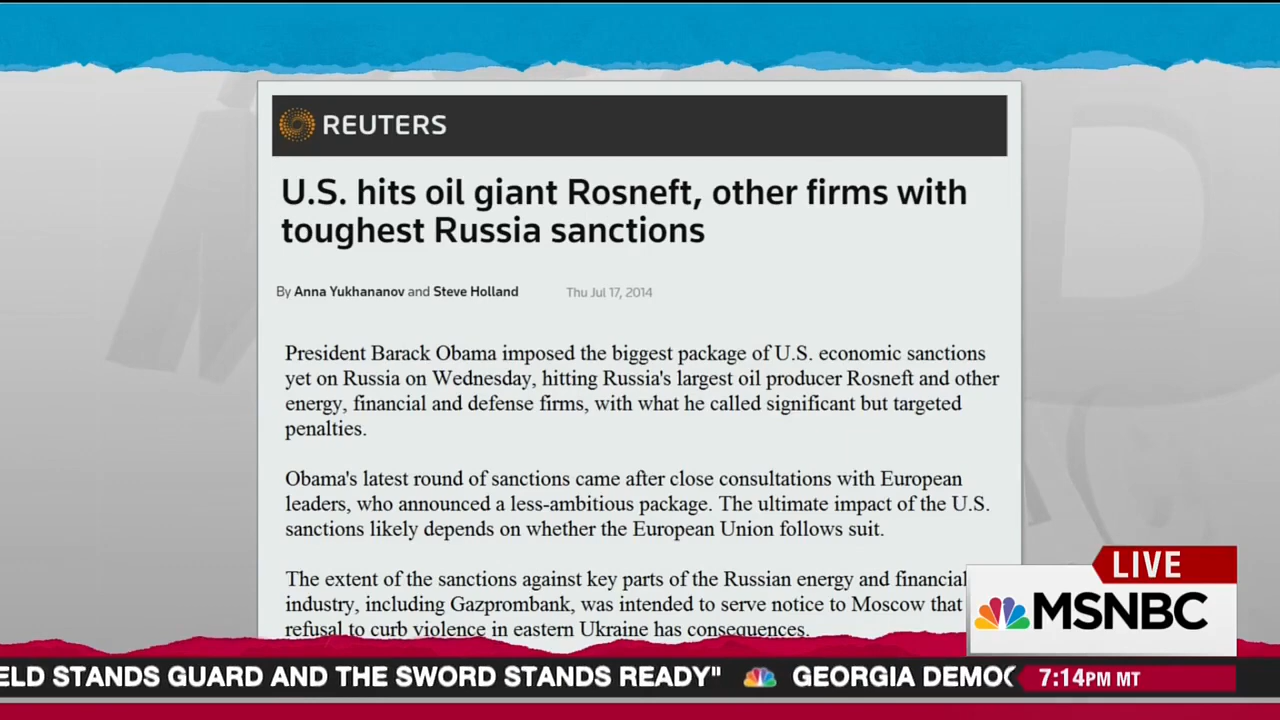 REUTERS
U.S. hits oil giant Rosneft, other firms with
toughest Russia sanctions
By Anna Yukhananov and Steve Holland Thu Jul 17, 2014
President Barack Obama imposed the biggest package of U.S. economic sanctions
yet on Russia on Wednesday, hitting Russia's largest oil producer Rosneft and other
energy, financial and defense firms, with what he called significant but targeted
penalties.
Obama's latest round of sanctions came after close consultations with European
leaders, who announced a less-ambitious package. The ultimate impact of the U.S.
sanctions likely depends on whether the European Union follows suit.
The extent of the sanctions against key parts of the Russian energy and financial
industry, including Gazprombank, was intended to serve notice to Moscow that
refusal to curb violence in eastern Ukraine has consequences.
LIVE
MSNBC
ELD STANDS GUARD AND THE SWORD STANDS READY" GEORGIA DEMO
7:14PM MT